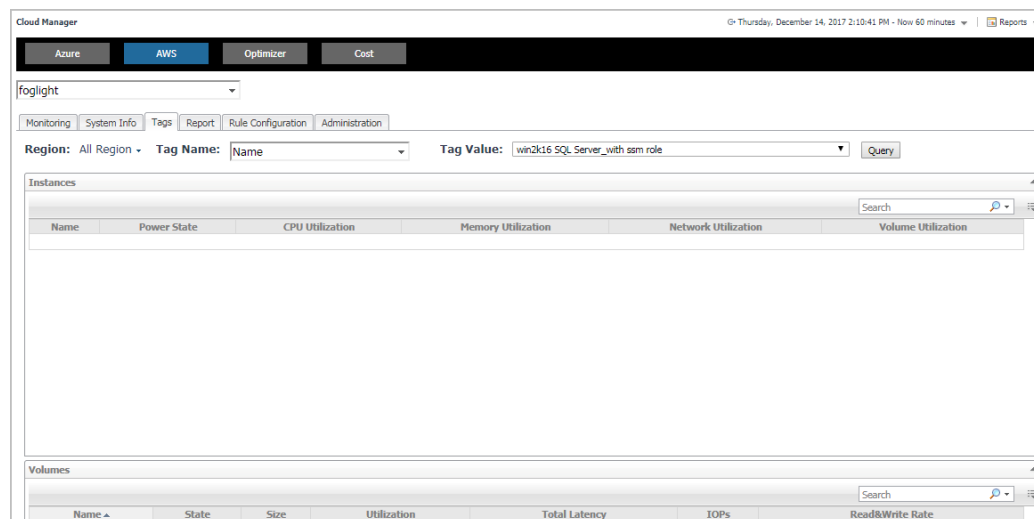 Cloud Manager
Thursday, December 14, 2017 2:10:41 PM - Now 60 minutes
Reports
Azure AWS Optimizer Cost
foglight
Monitoring System Info Tags Report Rule Configuration Administration
Region: All Region Tag Name: Name Tag Value: win2k16 SQL Server_with ssm role Query
Instances
Search
Name Power State CPU Utilization Memory Utilization Network Utilization Volume Utilization
Volumes
Search
Name State Size Utilization Total Latency IOPs Read&Write Rate